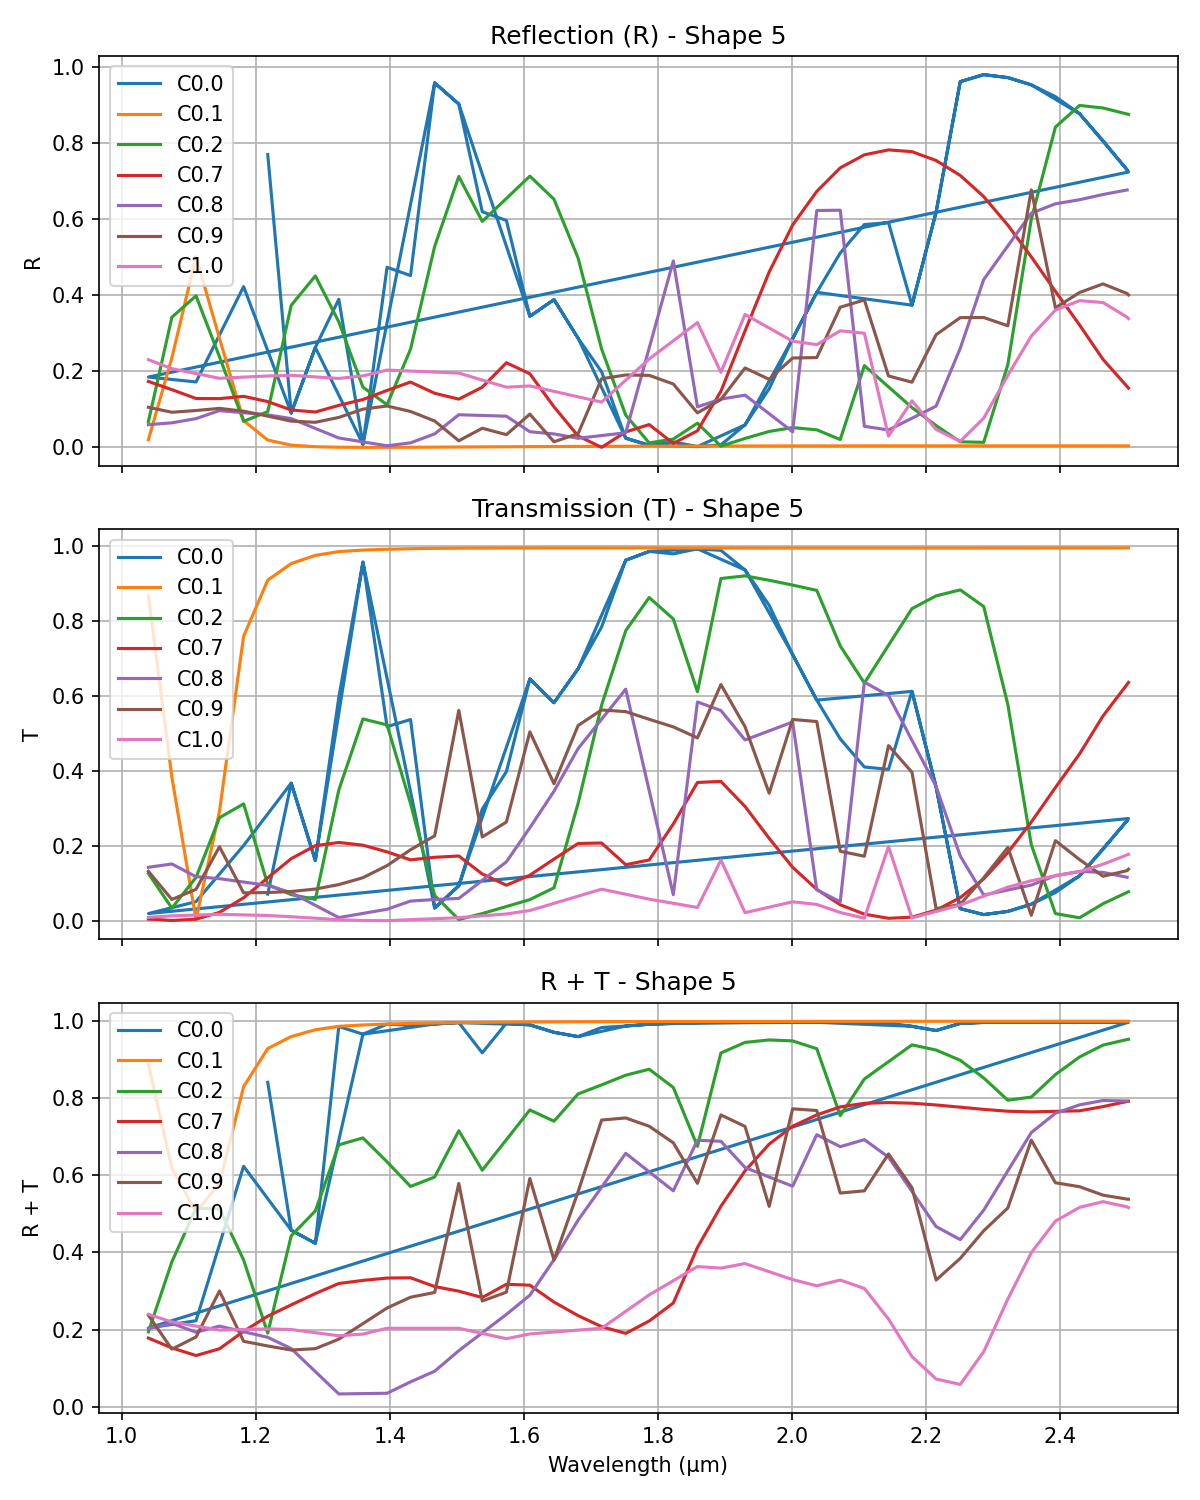 Reflection (R) - Shape 5
1.0
0.8
0.6
0.4
0.2
0.0
R
C0.0
C0.1
C0.2
C0.7
C0.8
C0.9
C1.0
Transmission (T) - Shape 5
1.0
0.8
0.6
0.4
0.2
0.0
T
C0.0
C0.1
C0.2
C0.7
C0.8
C0.9
C1.0
R + T - Shape 5
1.0
0.8
0.6
0.4
0.2
0.0
R + T
C0.0
C0.1
C0.2
C0.7
C0.8
C0.9
C1.0
1.0 1.2 1.4 1.6 1.8 2.0 2.2 2.4
Wavelength (μm)